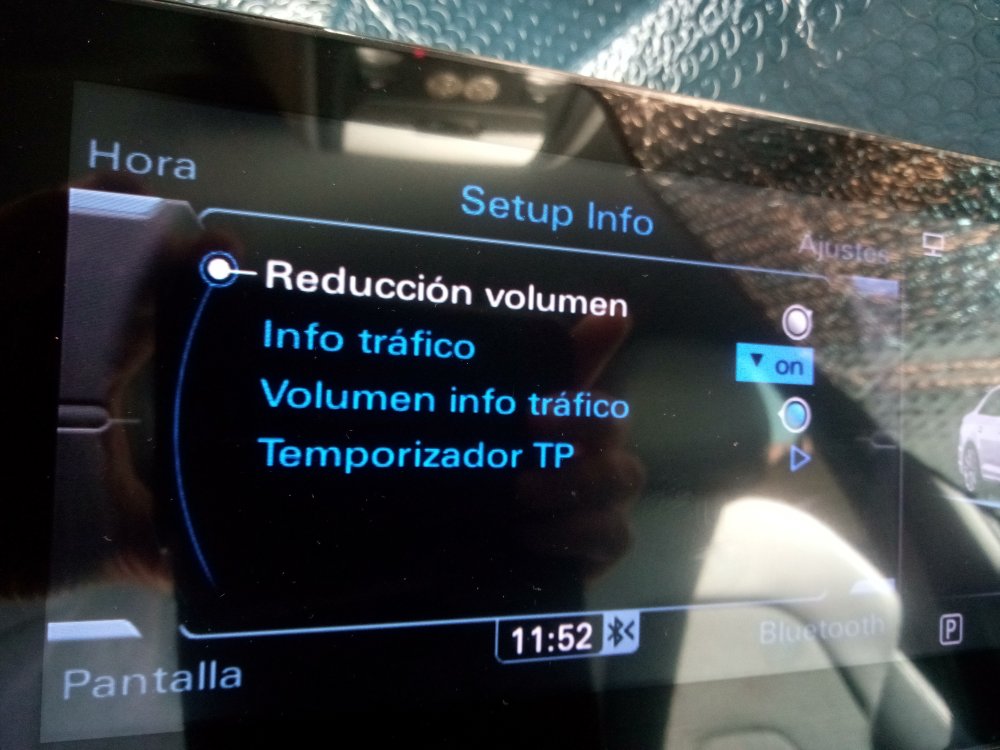 Hora
Setup Info
Ajustes
Reducción volumen
Info tráfico
▼ on
Volumen info tráfico
Temporizador TP
11:52
Bluetooth
P
Pantalla